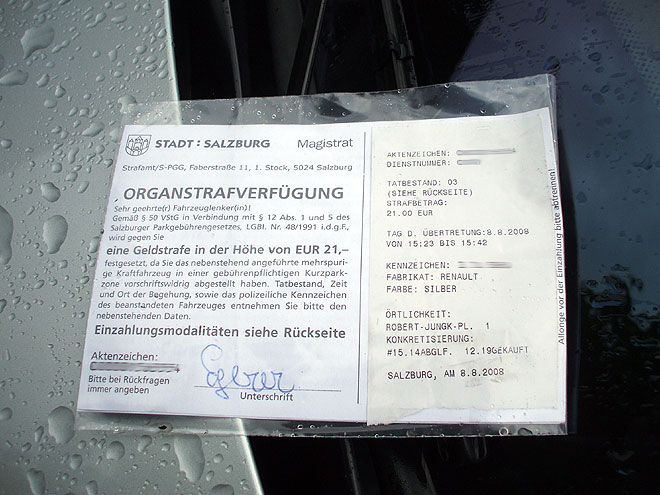 STADT : SALZBURG Magistrat
Strafamt/S-PGG, Faberstraße 11, 1. Stock, 5024 Salzburg
ORGANSTRAFVERFÜGUNG
Sehr geehrte(r) Fahrzeuglenker(in)!
Gemäß § 50 VStG in Verbindung mit § 12 Abs. 1 und 5 des
Salzburger Parkgebührengesetzes, LGBl. Nr. 48/1991 i.d.g.F.,
wird gegen Sie
eine Geldstrafe in der Höhe von EUR 21,–
festgesetzt, da Sie das nebenstehend angeführte mehrspuri-
ge Kraftfahrzeug in einer gebührenpflichtigen Kurzpark-
zone vorschriftswidrig abgestellt haben. Tatbestand, Zeit
und Ort der Begehung, sowie das polizeiliche Kennzeichen
des beanstandeten Fahrzeuges entnehmen Sie bitte den
nebenstehenden Daten.
Einzahlungsmodalitäten siehe Rückseite
Aktenzeichen:
Bitte bei Rückfragen
immer angeben
Unterschrift
AKTENZEICHEN:
DIENSTNUMMER:
TATBESTAND: 03
(SIEHE RÜCKSEITE)
STRAFBETRAG:
21.00 EUR
TAG D. ÜBERTRETUNG:8.8.2008
VON 15:23 BIS 15:42
KENNZEICHEN:
FABRIKAT: RENAULT
FARBE: SILBER
ÖRTLICHKEIT:
ROBERT-JUNGK-PL. 1
KONKRETISIERUNG:
#15.14ABGLF. 12.19GEKAUFT
SALZBURG, AM 8.8.2008
Allonge vor der Einzahlung bitte abtrennen!